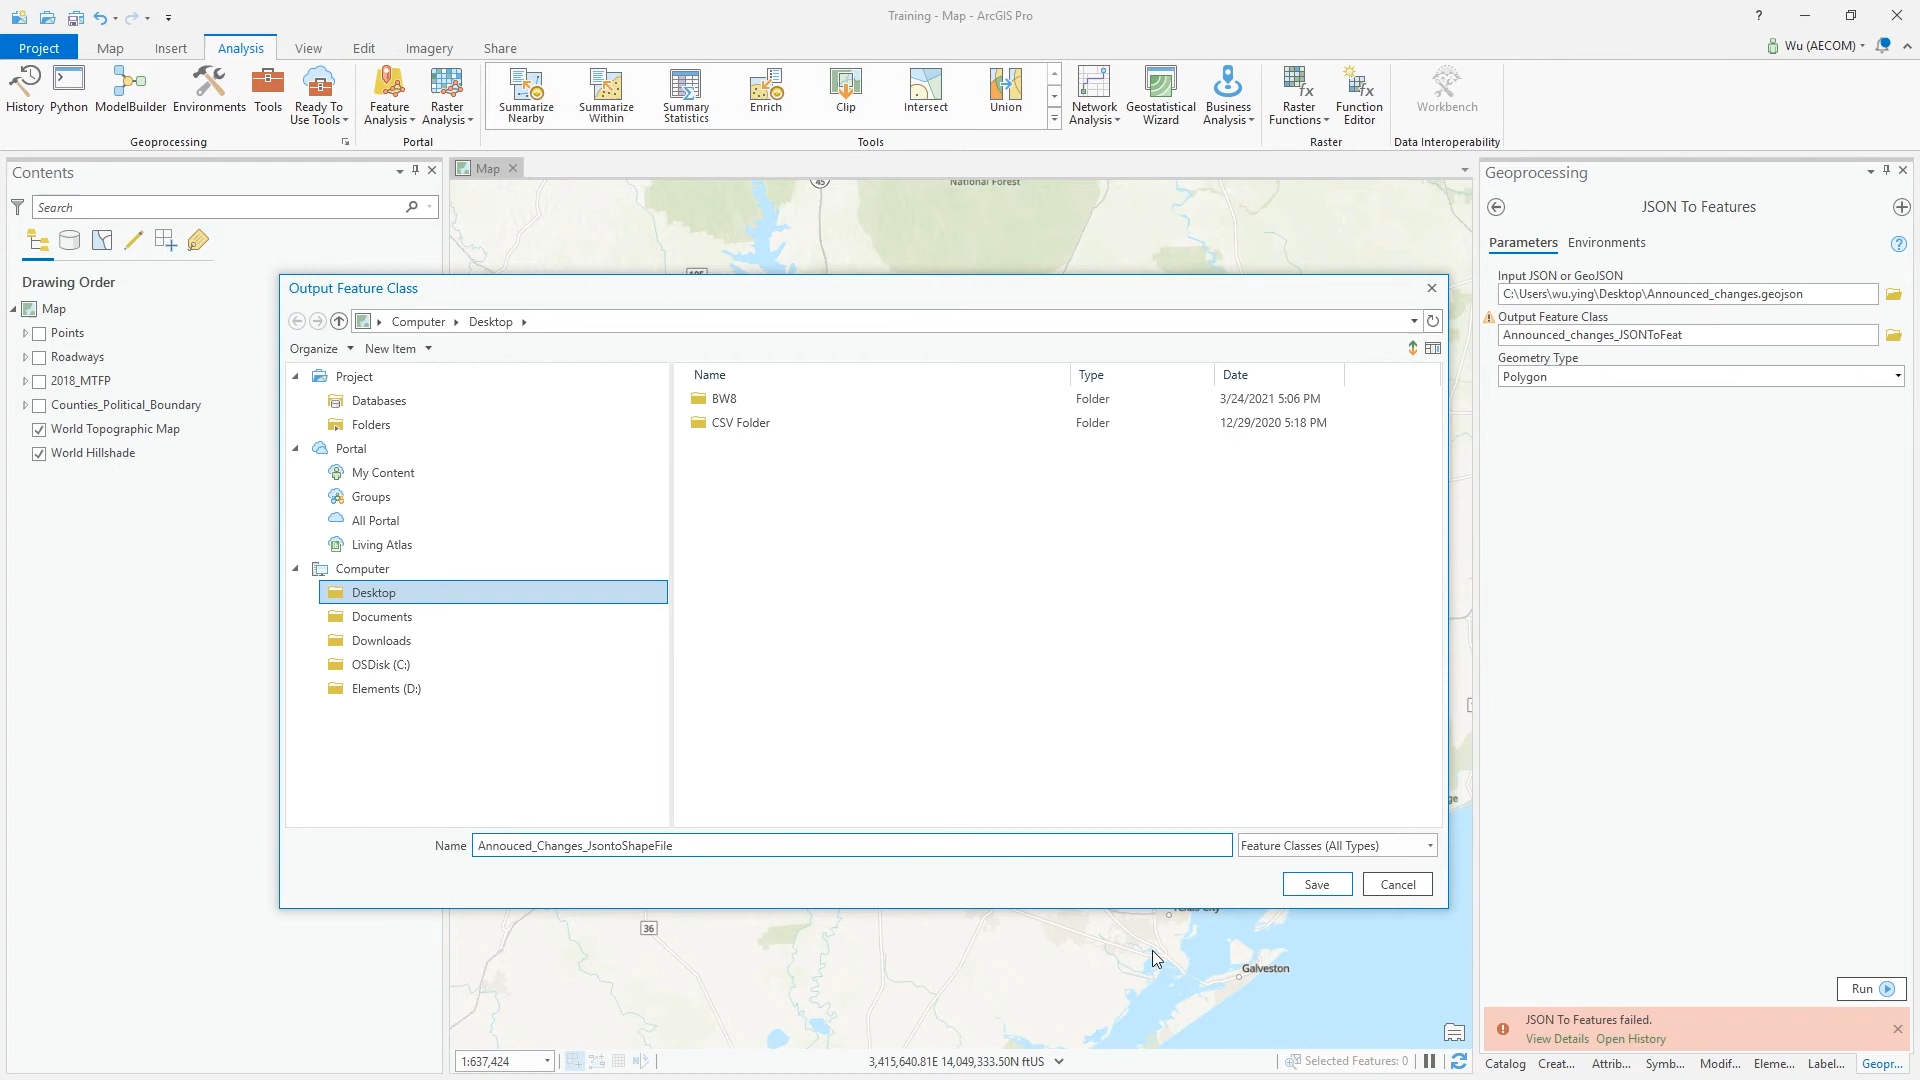 Training - Map - ArcGIS Pro
?
Project
Map
Insert
Analysis
View
Edit
Imagery
Share
Wu (AECOM)
History
Python
ModelBuilder
Environments
Tools
Ready To
Use Tools
Feature
Analysis
Raster
Analysis
Summarize
Nearby
Summarize
Within
Summary
Statistics
Enrich
Clip
Intersect
Union
Network
Analysis
Geostatistical
Wizard
Business
Analysis
Raster
Functions
Function
Editor
Workbench
Geoprocessing
Portal
Tools
Raster
Data Interoperability
Contents
Search
Drawing Order
Map
Points
Roadways
2018_MTFP
Counties_Political_Boundary
World Topographic Map
World Hillshade
Map
45
National Forest
Output Feature Class
Computer
Desktop
Organize
New Item
Project
Databases
Folders
Portal
My Content
Groups
All Portal
Living Atlas
Computer
Desktop
Documents
Downloads
OSDisk (C:)
Elements (D:)
Name Type Date
BW8 Folder 3/24/2021 5:06 PM
CSV Folder Folder 12/29/2020 5:18 PM
Name Annouced_Changes_JsontoShapeFile
Feature Classes (All Types)
Save
Cancel
36
Galveston
1:637,424
3,415,640.81E 14,049,333.50N ftUS
Selected Features: 0
Geoprocessing
JSON To Features
Parameters Environments
?
Input JSON or GeoJSON
C:\Users\wu.ying\Desktop\Announced_changes.geojson
Output Feature Class
Announced_changes_JSONToFeat
Geometry Type
Polygon
Run
JSON To Features failed.
View Details Open History
Catalog Creat... Attrib... Symb... Modif... Eleme... Label... Geopr...